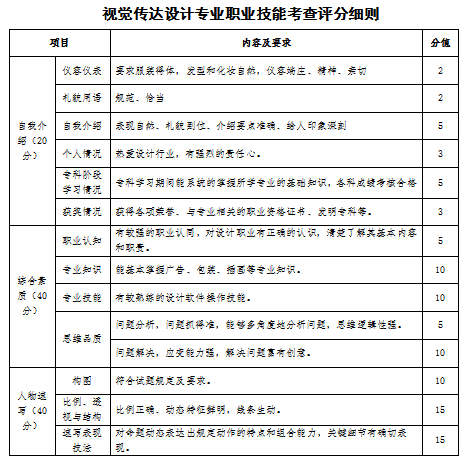 视觉传达设计专业职业技能考查评分细则
项目 内容及要求 分值
自我介绍（20分）
仪容仪表 要求服装得体，发型和化妆自然，仪容端庄、精神、亲切 2
礼貌用语 规范、恰当 2
自我介绍 表现自然、礼貌到位、介绍要点准确、给人印象深刻 5
个人情况 热爱设计行业，有强烈的责任心。 3
专科阶段
学习情况 专科学习期间能系统的掌握所学专业的基础知识，各科成绩考核合格 5
获奖情况 获得各项荣誉、与专业相关的职业资格证书、发明专科等。 3
综合素质（40分）
职业认知 有较强的职业认同，对设计职业有正确的认识，清楚了解其基本内容
和职责。 5
专业知识 能基本掌握广告、包装、插画等专业知识。 10
专业技能 有较熟练的设计软件操作技能。 10
思维品质 问题分析，问题抓得准，能够多角度地分析问题，思维逻辑性强。 5
问题解决，应变能力强，解决问题富有创意。 10
人物速写（40分）
构图 符合试题规定及要求。 10
比例、透
视与结构 比例正确、动态特征鲜明，线条生动。 15
速写表现
技法 对命题动态表达出规定动作的特点和组合能力，关键细节有确切表
现。 15